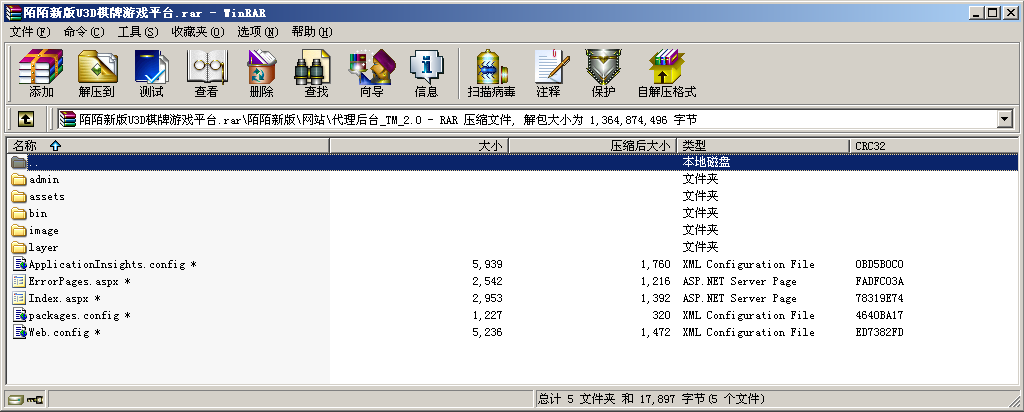 陌陌新版U3D棋牌游戏平台.rar - WinRAR
文件(F) 命令(C) 工具(S) 收藏夹(O) 选项(N) 帮助(H)
添加 解压到 测试 查看 删除 查找 向导 信息 扫描病毒 注释 保护 自解压格式
陌陌新版U3D棋牌游戏平台.rar\陌陌新版\网站\代理后台_TM_2.0 - RAR 压缩文件, 解包大小为 1,364,874,496 字节
名称 大小 压缩后大小 类型 CRC32
.. 本地磁盘
admin 文件夹
assets 文件夹
bin 文件夹
image 文件夹
layer 文件夹
ApplicationInsights.config * 5,939 1,760 XML Configuration File 0BD5B0C0
ErrorPages.aspx * 2,542 1,216 ASP.NET Server Page FADFC03A
Index.aspx * 2,953 1,392 ASP.NET Server Page 78319E74
packages.config * 1,227 320 XML Configuration File 4640BA17
Web.config * 5,236 1,472 XML Configuration File ED7382FD
总计 5 文件夹 和 17,897 字节(5 个文件)